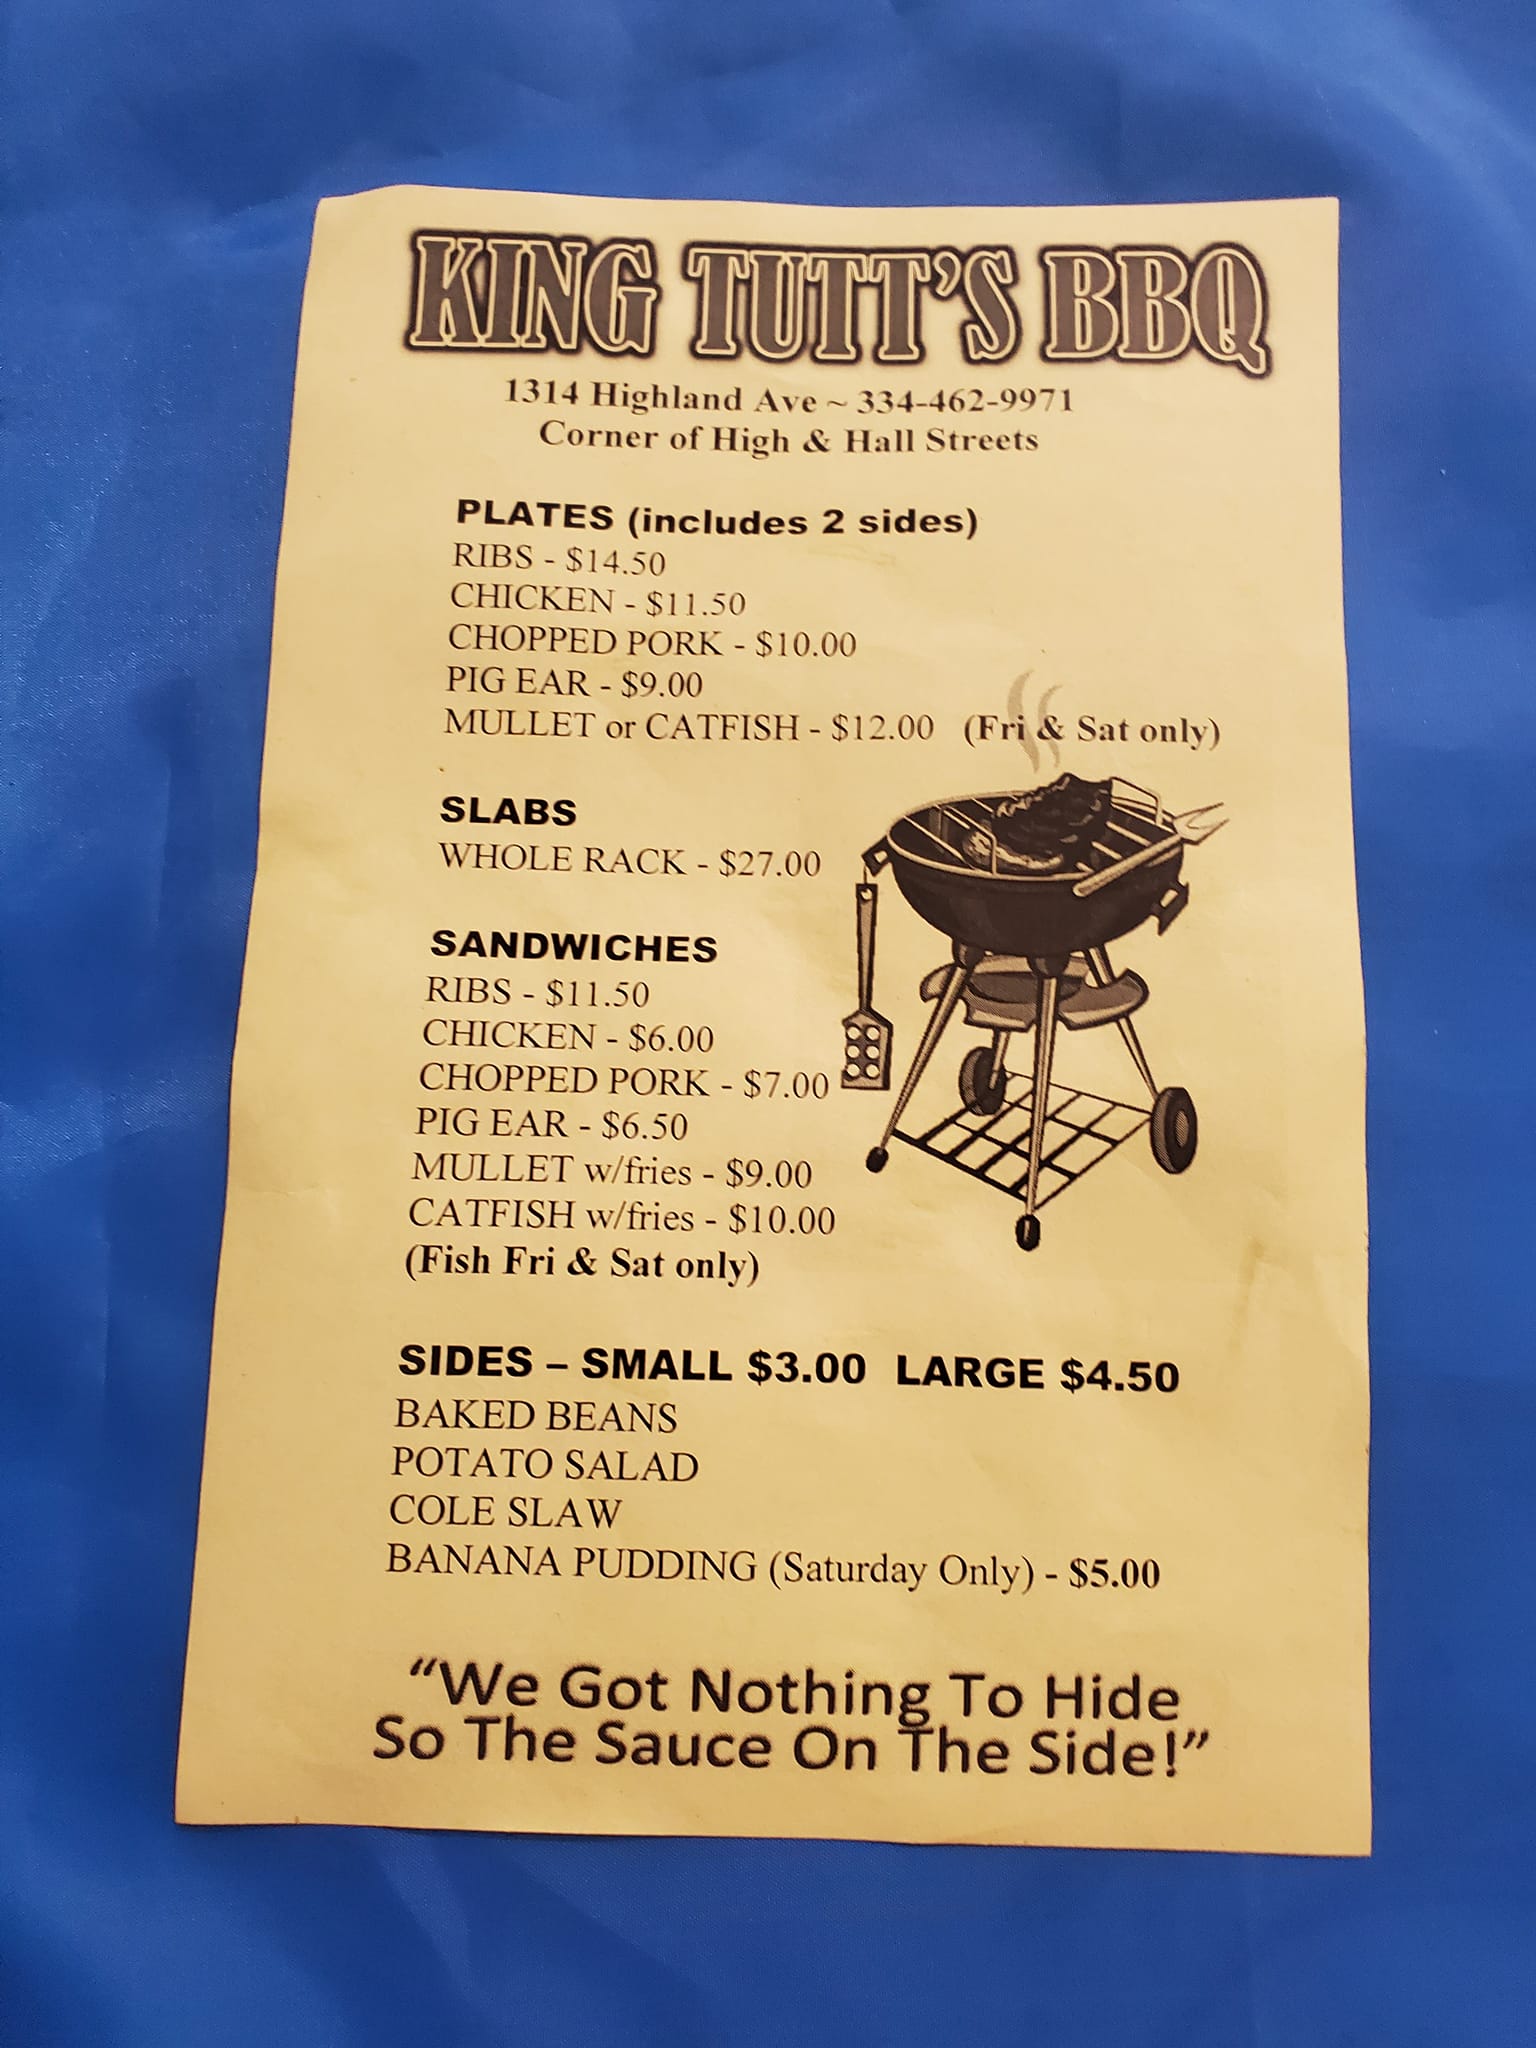 KING TUTT'S BBQ
1314 Highland Ave ~ 334-462-9971
Corner of High & Hall Streets
PLATES (includes 2 sides)
RIBS - $14.50
CHICKEN - $11.50
CHOPPED PORK - $10.00
PIG EAR - $9.00
MULLET or CATFISH - $12.00 (Fri & Sat only)
SLABS
WHOLE RACK - $27.00
SANDWICHES
RIBS - $11.50
CHICKEN - $6.00
CHOPPED PORK - $7.00
PIG EAR - $6.50
MULLET w/fries - $9.00
CATFISH w/fries - $10.00
(Fish Fri & Sat only)
SIDES – SMALL $3.00 LARGE $4.50
BAKED BEANS
POTATO SALAD
COLE SLAW
BANANA PUDDING (Saturday Only) - $5.00
“We Got Nothing To Hide
So The Sauce On The Side!”